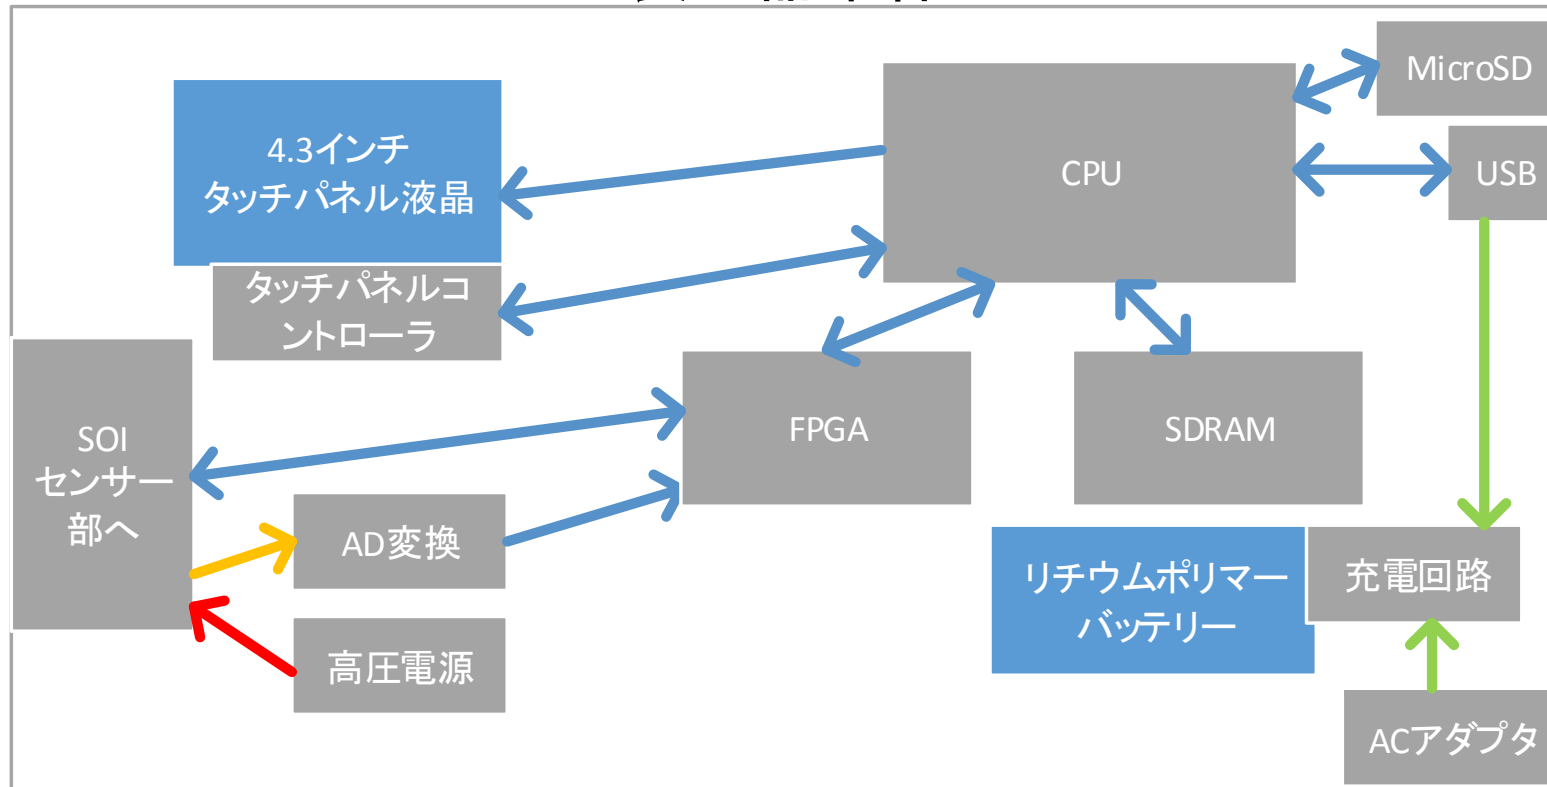 MicroSD
4.3インチ
タッチパネル液晶
CPU
USB
タッチパネルコ
ントローラ
SOI
センサー
部へ
FPGA
SDRAM
AD変換
リチウムポリマー
バッテリー
充電回路
高圧電源
ACアダプタ